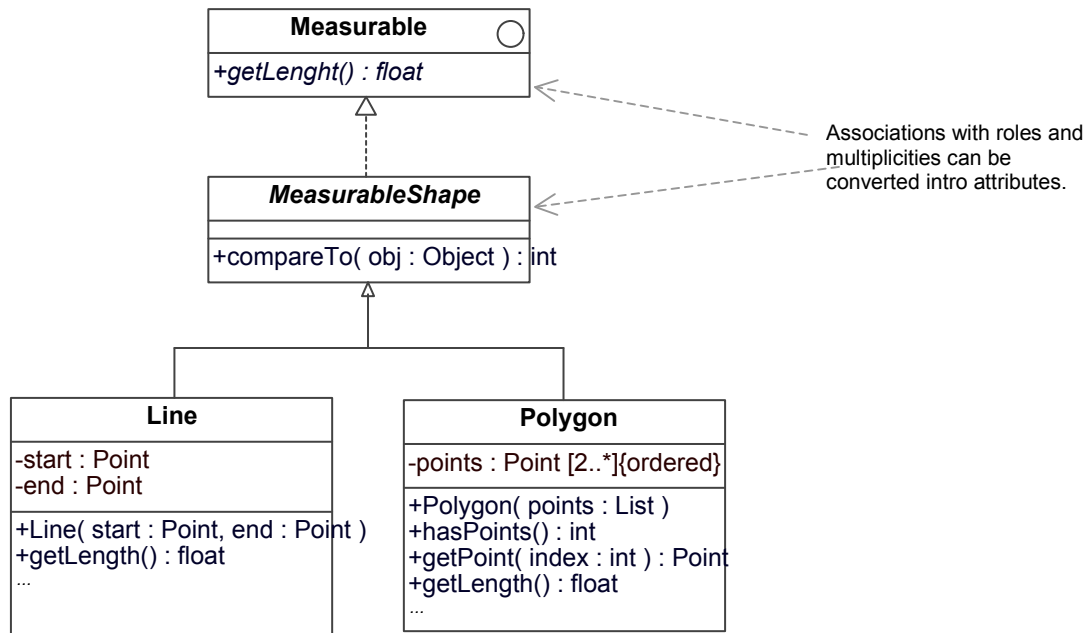 Measurable
+getLenght() : float
Associations with roles and
multiplicities can be
converted intro attributes.
MeasurableShape
+compareTo( obj : Object ) : int
Line
-start : Point
-end : Point
+Line( start : Point, end : Point )
+getLength() : float
...
Polygon
-points : Point [2..*]{ordered}
+Polygon( points : List )
+hasPoints() : int
+getPoint( index : int ) : Point
+getLength() : float
...